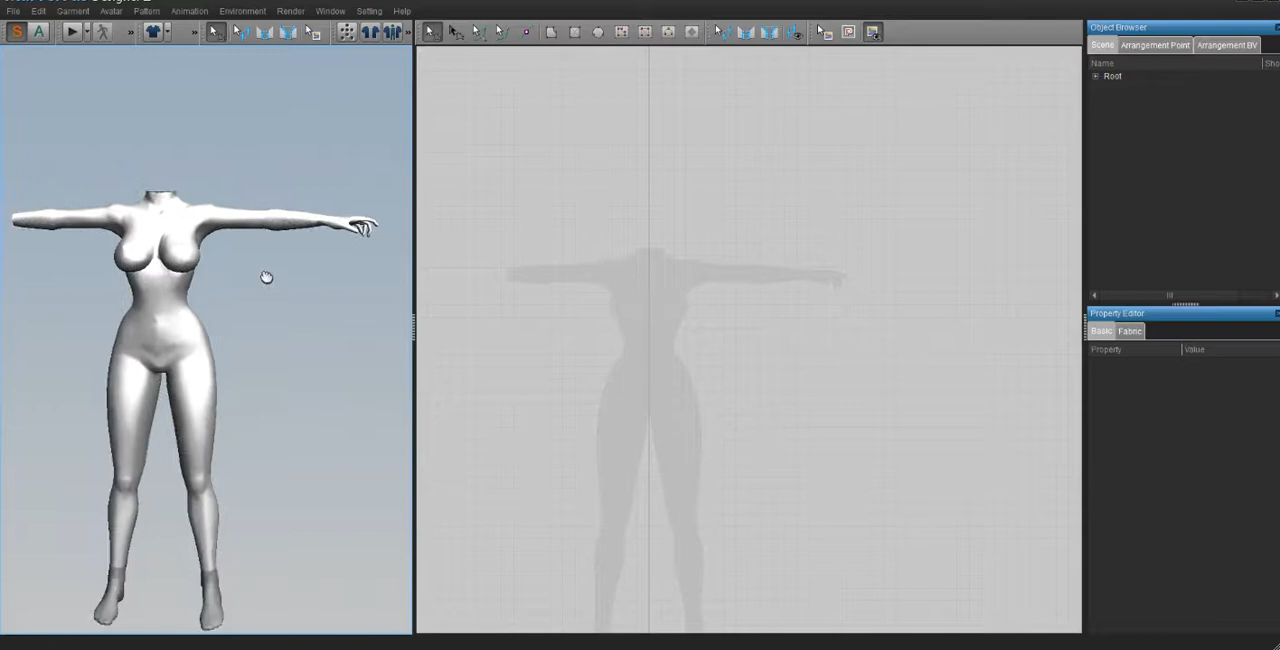 File Edit Garment Avatar Pattern Animation Environment Render Window Setting Help
S A
Object Browser
Scene Arrangement Point Arrangement BV
Name Sho
Root
Property Editor
Basic Fabric
Property Value